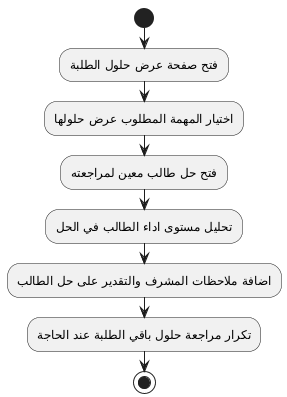 فتح صفحة عرض حلول الطلبة
اختيار المهمة المطلوب عرض حلولها
فتح حل طالب معين لمراجعته
تحليل مستوى اداء الطالب في الحل
اضافة ملاحظات المشرف والتقدير على حل الطالب
تكرار مراجعة حلول باقي الطلبة عند الحاجة